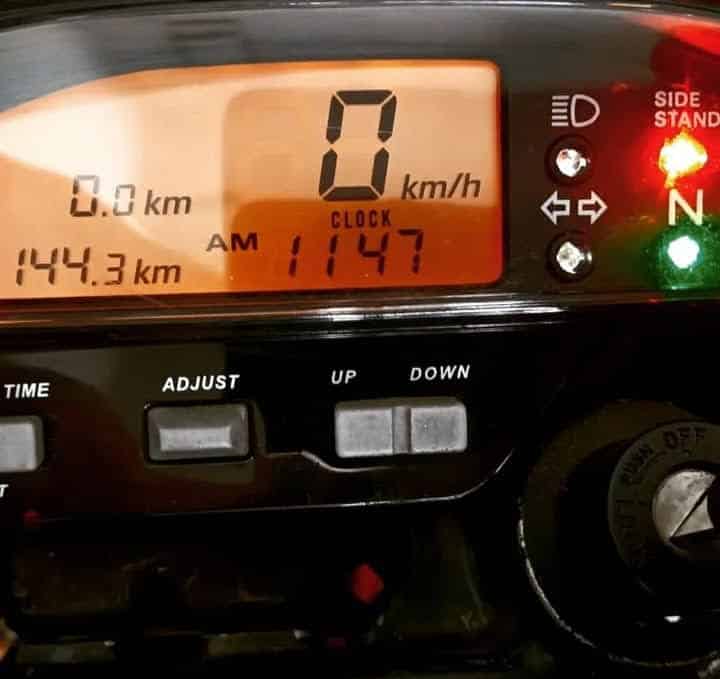 0 km/h
SIDE
STAND
0.0 km
CLOCK
144.3 km
AM 1147
N
TIME
ADJUST
UP
DOWN
PUSH OFF